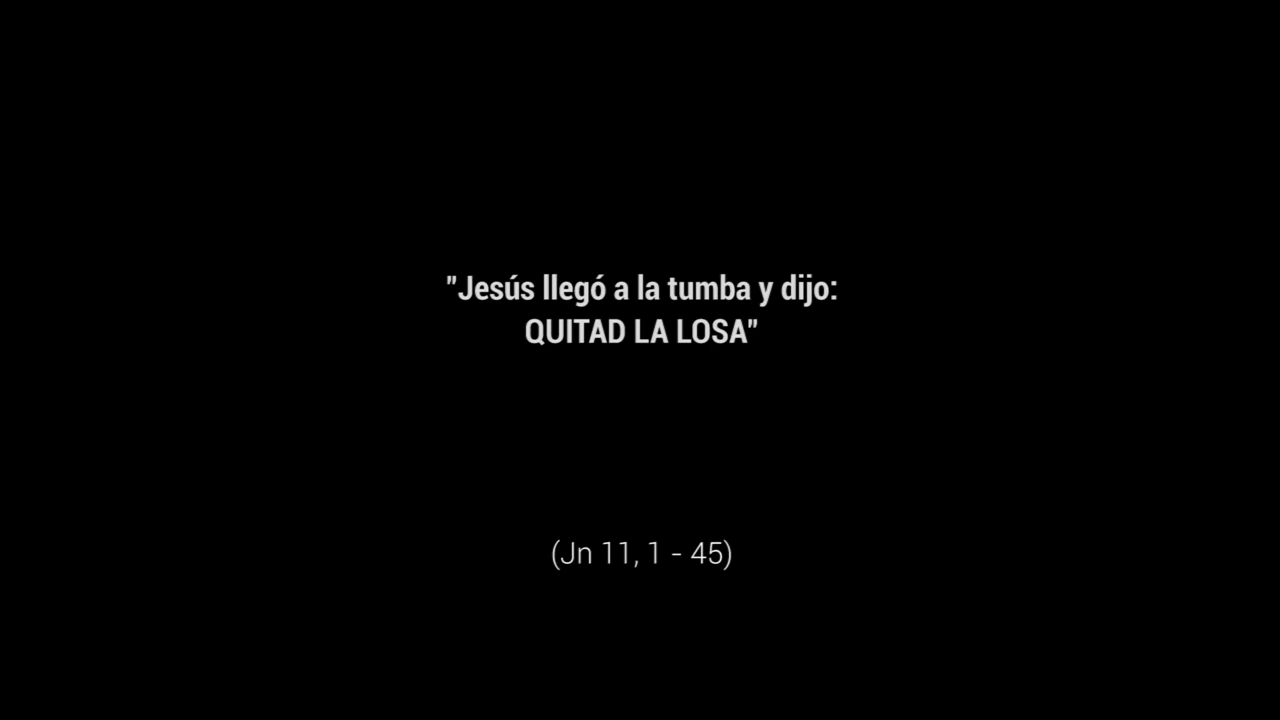 "Jesús llegó a la tumba y dijo:
QUITAD LA LOSA"
(Jn 11, 1 - 45)